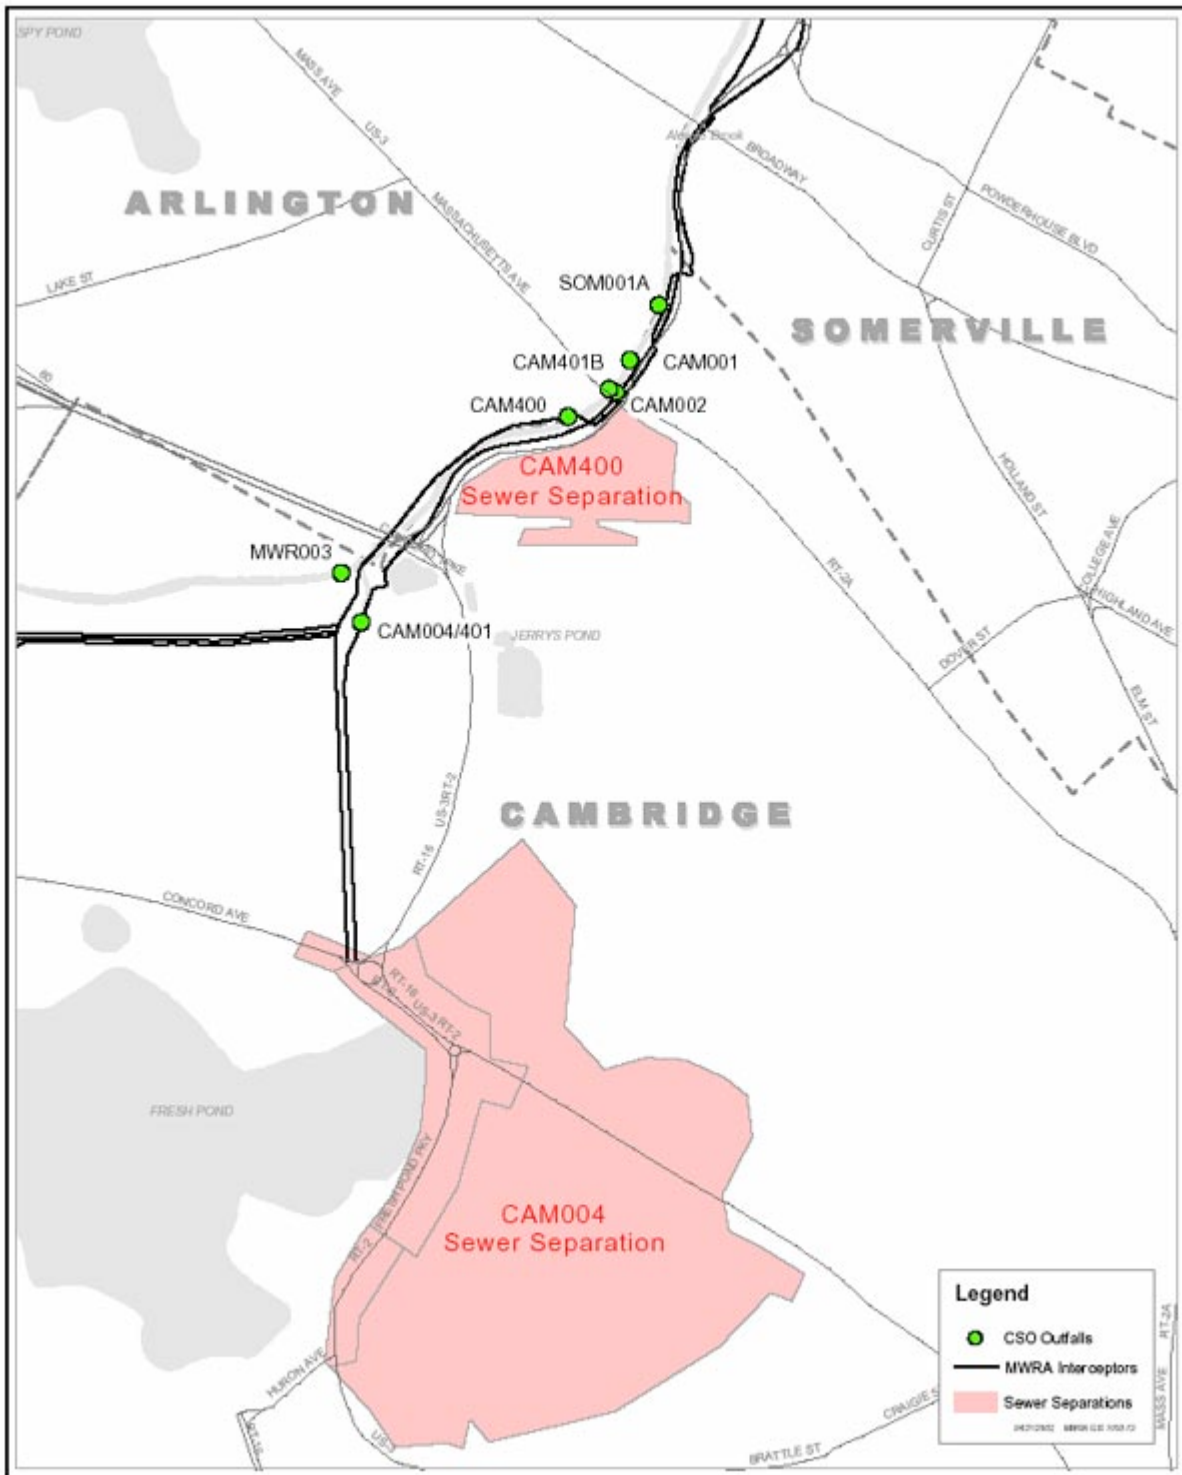 SPY POND
MASS AVE
US-3
Alewife Brook
BROADWAY
ARLINGTON
MASSACHUSETTS AVE
CURTIS ST
POWDERHOUSE BLVD
LAKE ST
SOM001A
SOMERVILLE
CAM401B
CAM001
60
CAM400
CAM002
CAM400
Sewer Separation
HOLLAND ST
COLLEGE AVE
MWR003
RT-2A
HIGHLAND AVE
CAM004/401
JERRYS POND
DOVER ST
ELM ST
US-3RT-2
CAMBRIDGE
RT-16
CONCORD AVE
RT-16
US-3 RT-2
FRESH POND
FRESH POND PKY
RT-2
CAM004
Sewer Separation
Legend
CSO Outfalls
MWRA Interceptors
Sewer Separations
RT-2A
MASS AVE
HURON AVE
RT-16
US-3
CRAIGIE S
BRATTLE ST